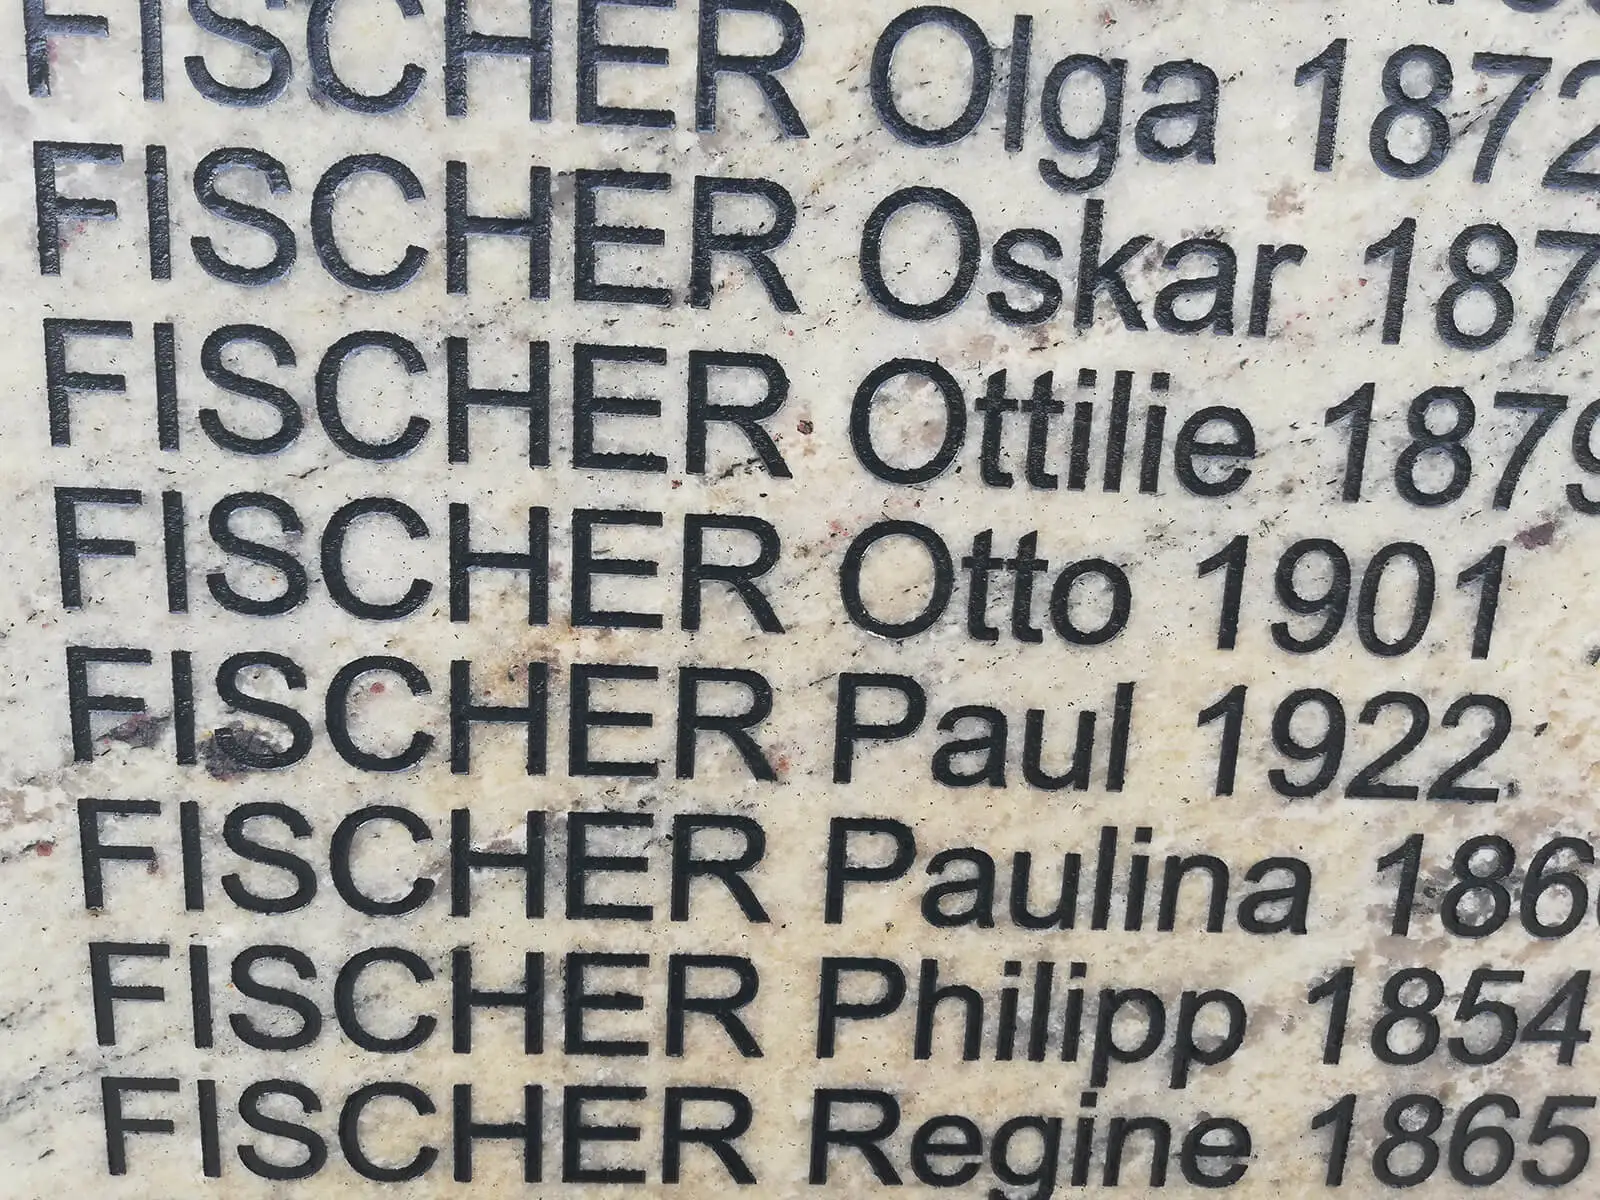 FISCHER Olga 1872
FISCHER Oskar 187
FISCHER Ottilie 1879
FISCHER Otto 1901
FISCHER Paul 1922
FISCHER Paulina 186
FISCHER Philipp 1854
FISCHER Regine 1865